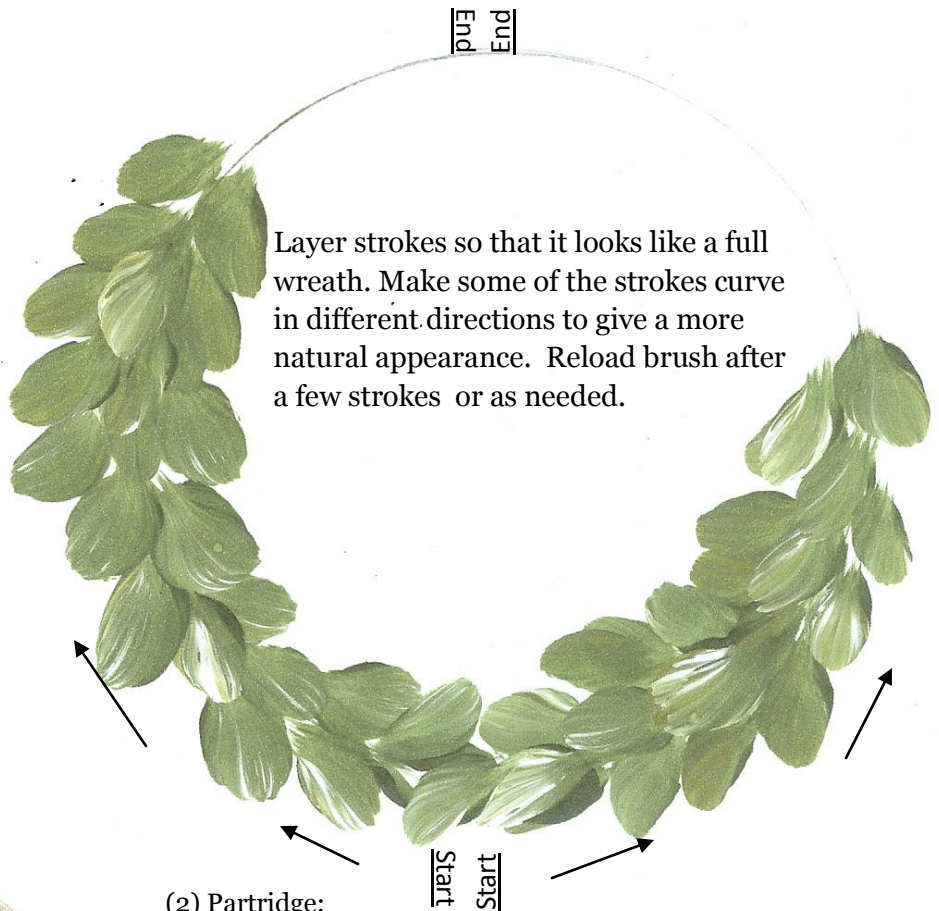 End End
Layer strokes so that it looks like a full
wreath. Make some of the strokes curve
in different directions to give a more
natural appearance.  Reload brush after
a few strokes  or as needed.
Start Start
(2) Partridge: